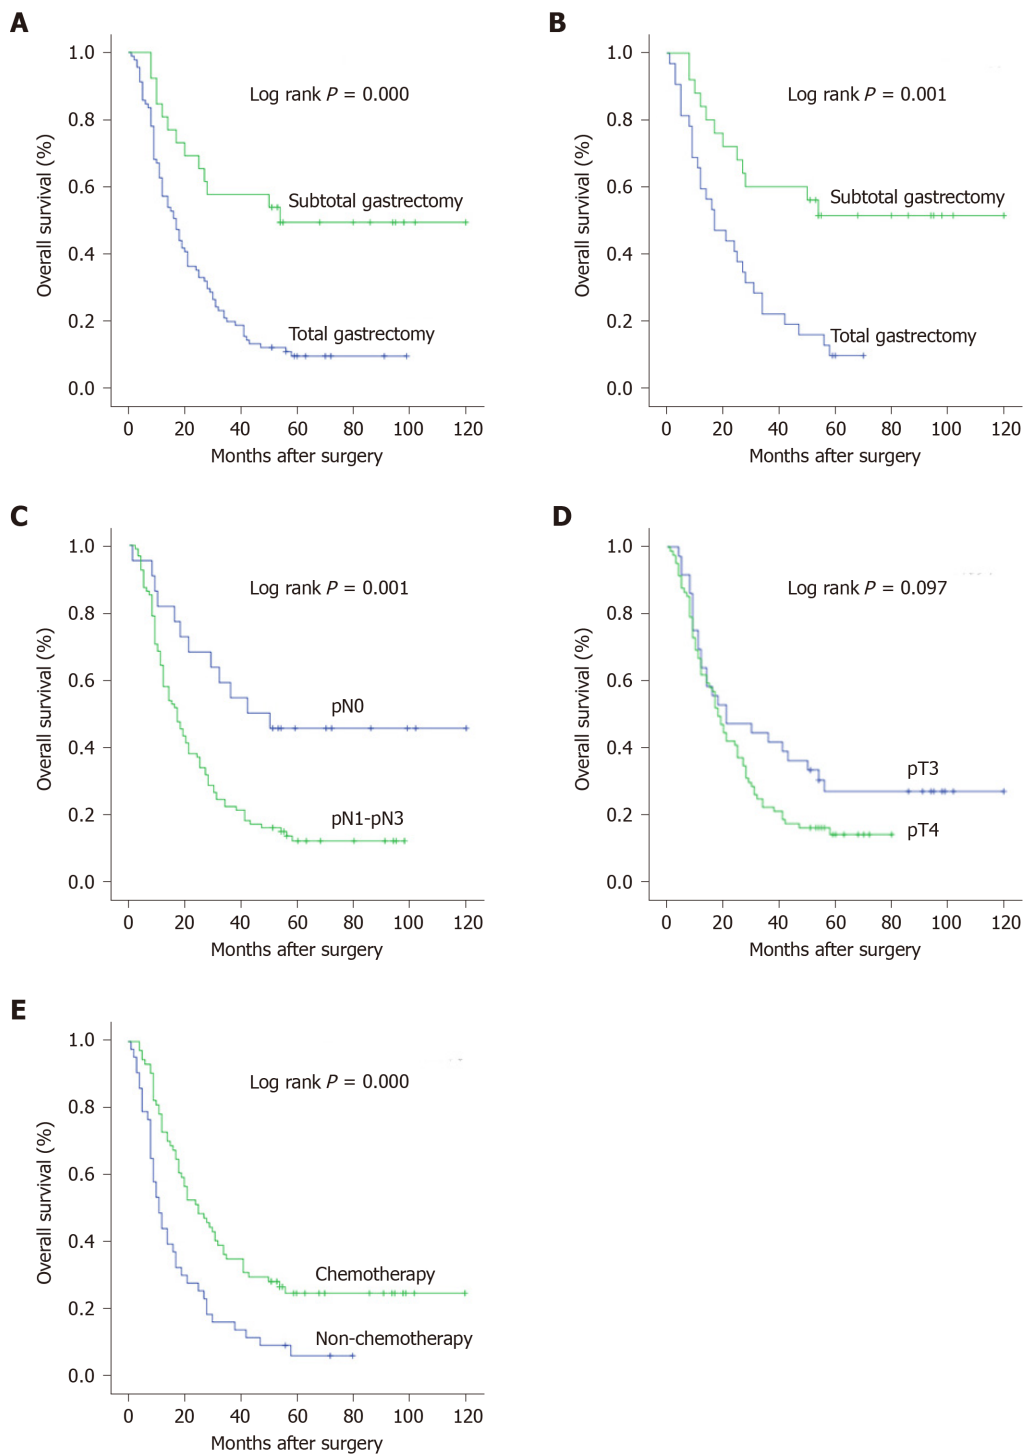 A
Overall survival (%)
1.0
0.8
0.6
0.4
0.2
0.0
Log rank P = 0.000
Subtotal gastrectomy
Total gastrectomy
0 20 40 60 80 100 120
Months after surgery
B
Overall survival (%)
1.0
0.8
0.6
0.4
0.2
0.0
Log rank P = 0.001
Subtotal gastrectomy
Total gastrectomy
0 20 40 60 80 100 120
Months after surgery
C
Overall survival (%)
1.0
0.8
0.6
0.4
0.2
0.0
Log rank P = 0.001
pN0
pN1-pN3
0 20 40 60 80 100 120
Months after surgery
D
Overall survival (%)
1.0
0.8
0.6
0.4
0.2
0.0
Log rank P = 0.097
pT3
pT4
0 20 40 60 80 100 120
Months after surgery
E
Overall survival (%)
1.0
0.8
0.6
0.4
0.2
0.0
Log rank P = 0.000
Chemotherapy
Non-chemotherapy
0 20 40 60 80 100 120
Months after surgery